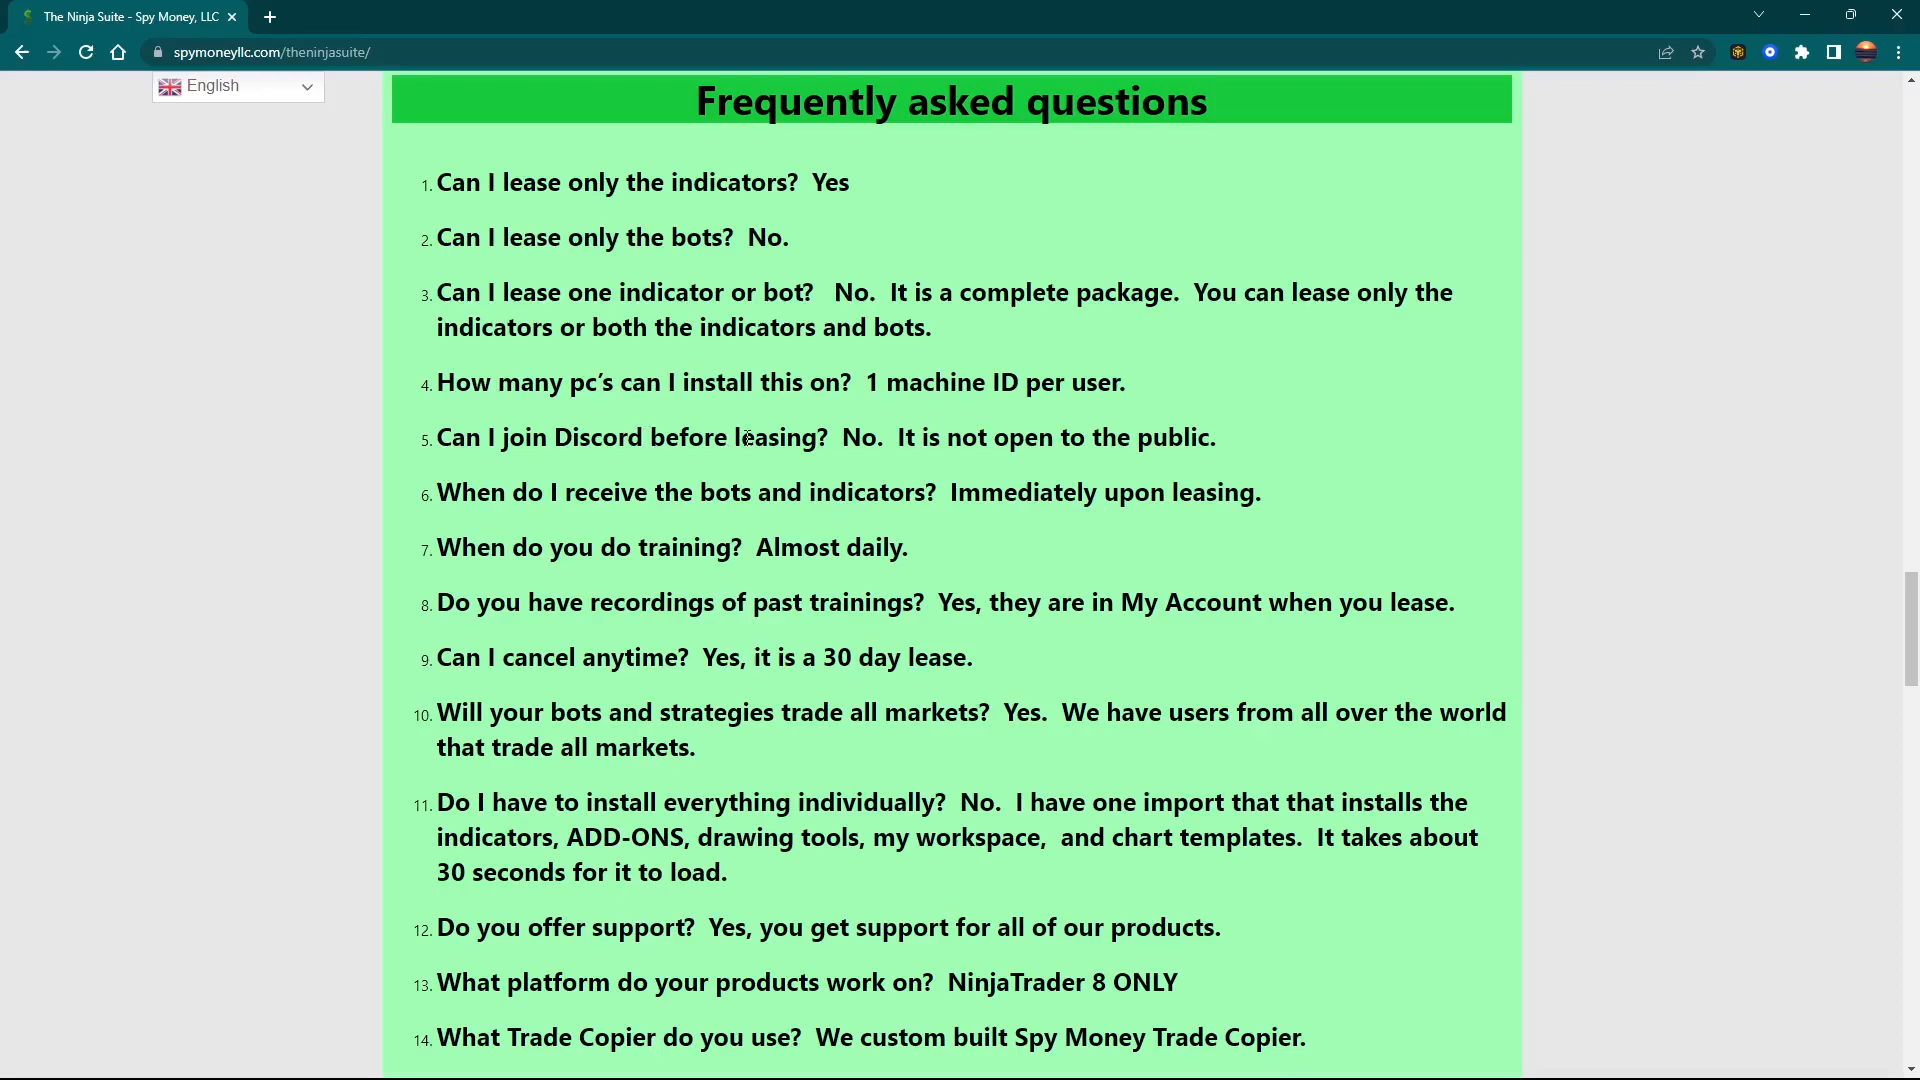 The Ninja Suite - Spy Money, LLC
spymoneyllc.com/theninjasuite/
English
Frequently asked questions
1. Can I lease only the indicators? Yes
2. Can I lease only the bots? No.
3. Can I lease one indicator or bot? No. It is a complete package. You can lease only the
indicators or both the indicators and bots.
4. How many pc’s can I install this on? 1 machine ID per user.
5. Can I join Discord before leasing? No. It is not open to the public.
6. When do I receive the bots and indicators? Immediately upon leasing.
7. When do you do training? Almost daily.
8. Do you have recordings of past trainings? Yes, they are in My Account when you lease.
9. Can I cancel anytime? Yes, it is a 30 day lease.
10. Will your bots and strategies trade all markets? Yes. We have users from all over the world
that trade all markets.
11. Do I have to install everything individually? No. I have one import that that installs the
indicators, ADD-ONS, drawing tools, my workspace, and chart templates. It takes about
30 seconds for it to load.
12. Do you offer support? Yes, you get support for all of our products.
13. What platform do your products work on? NinjaTrader 8 ONLY
14. What Trade Copier do you use? We custom built Spy Money Trade Copier.